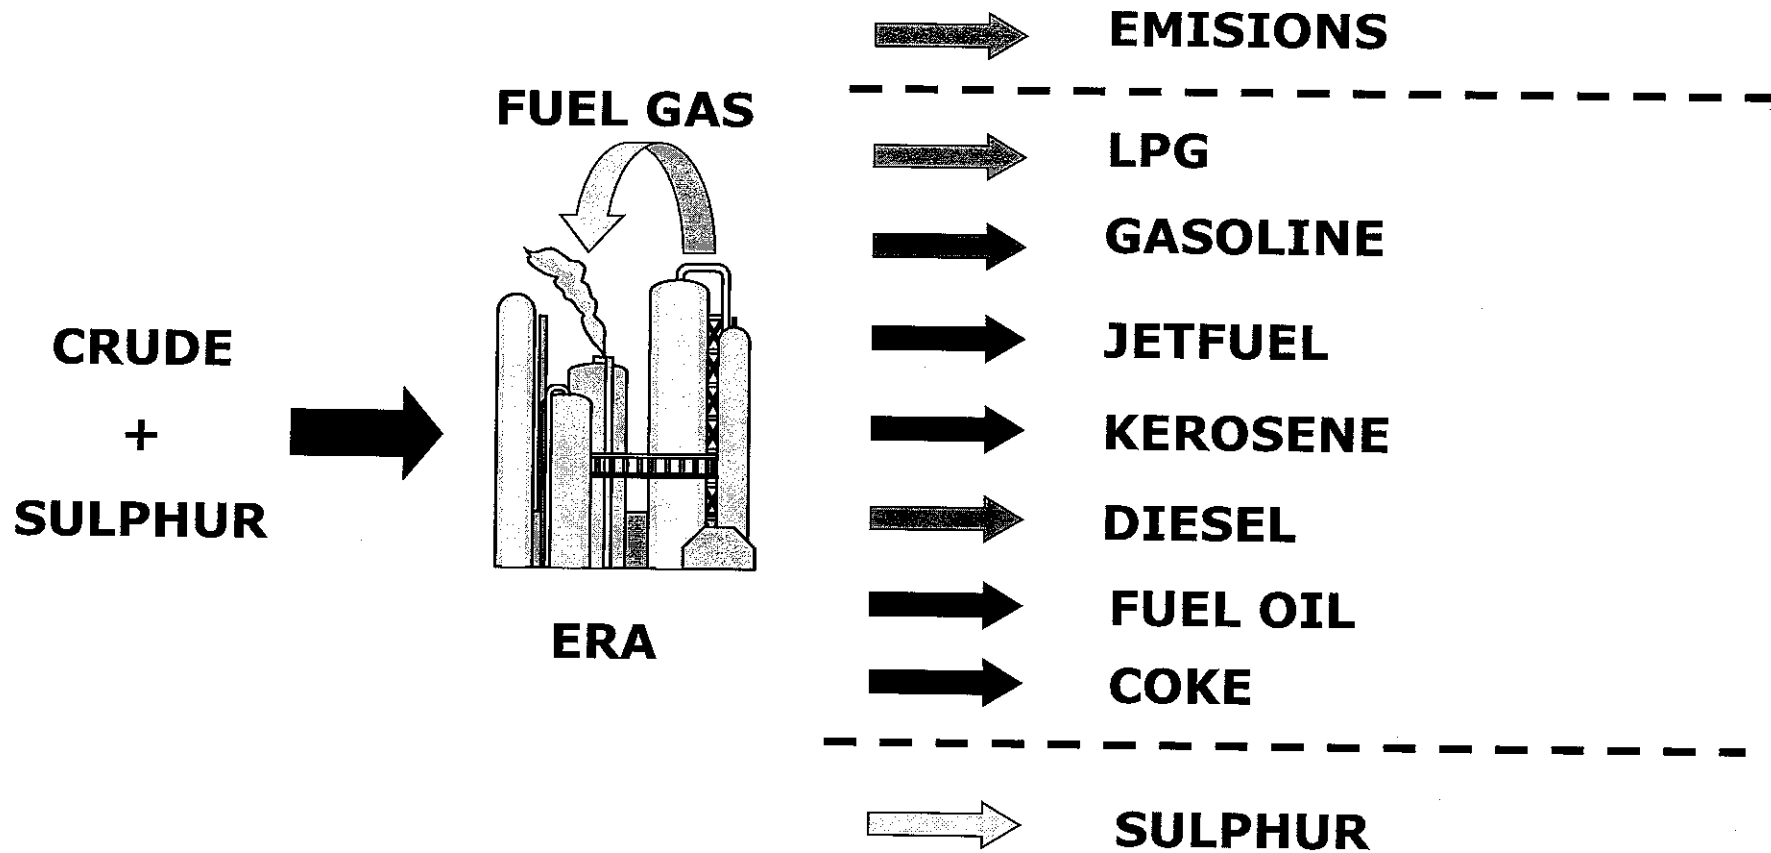 EMISIONS
FUEL GAS
LPG
GASOLINE
CRUDE
+
SULPHUR
JETFUEL
KEROSENE
DIESEL
ERA
FUEL OIL
COKE
SULPHUR